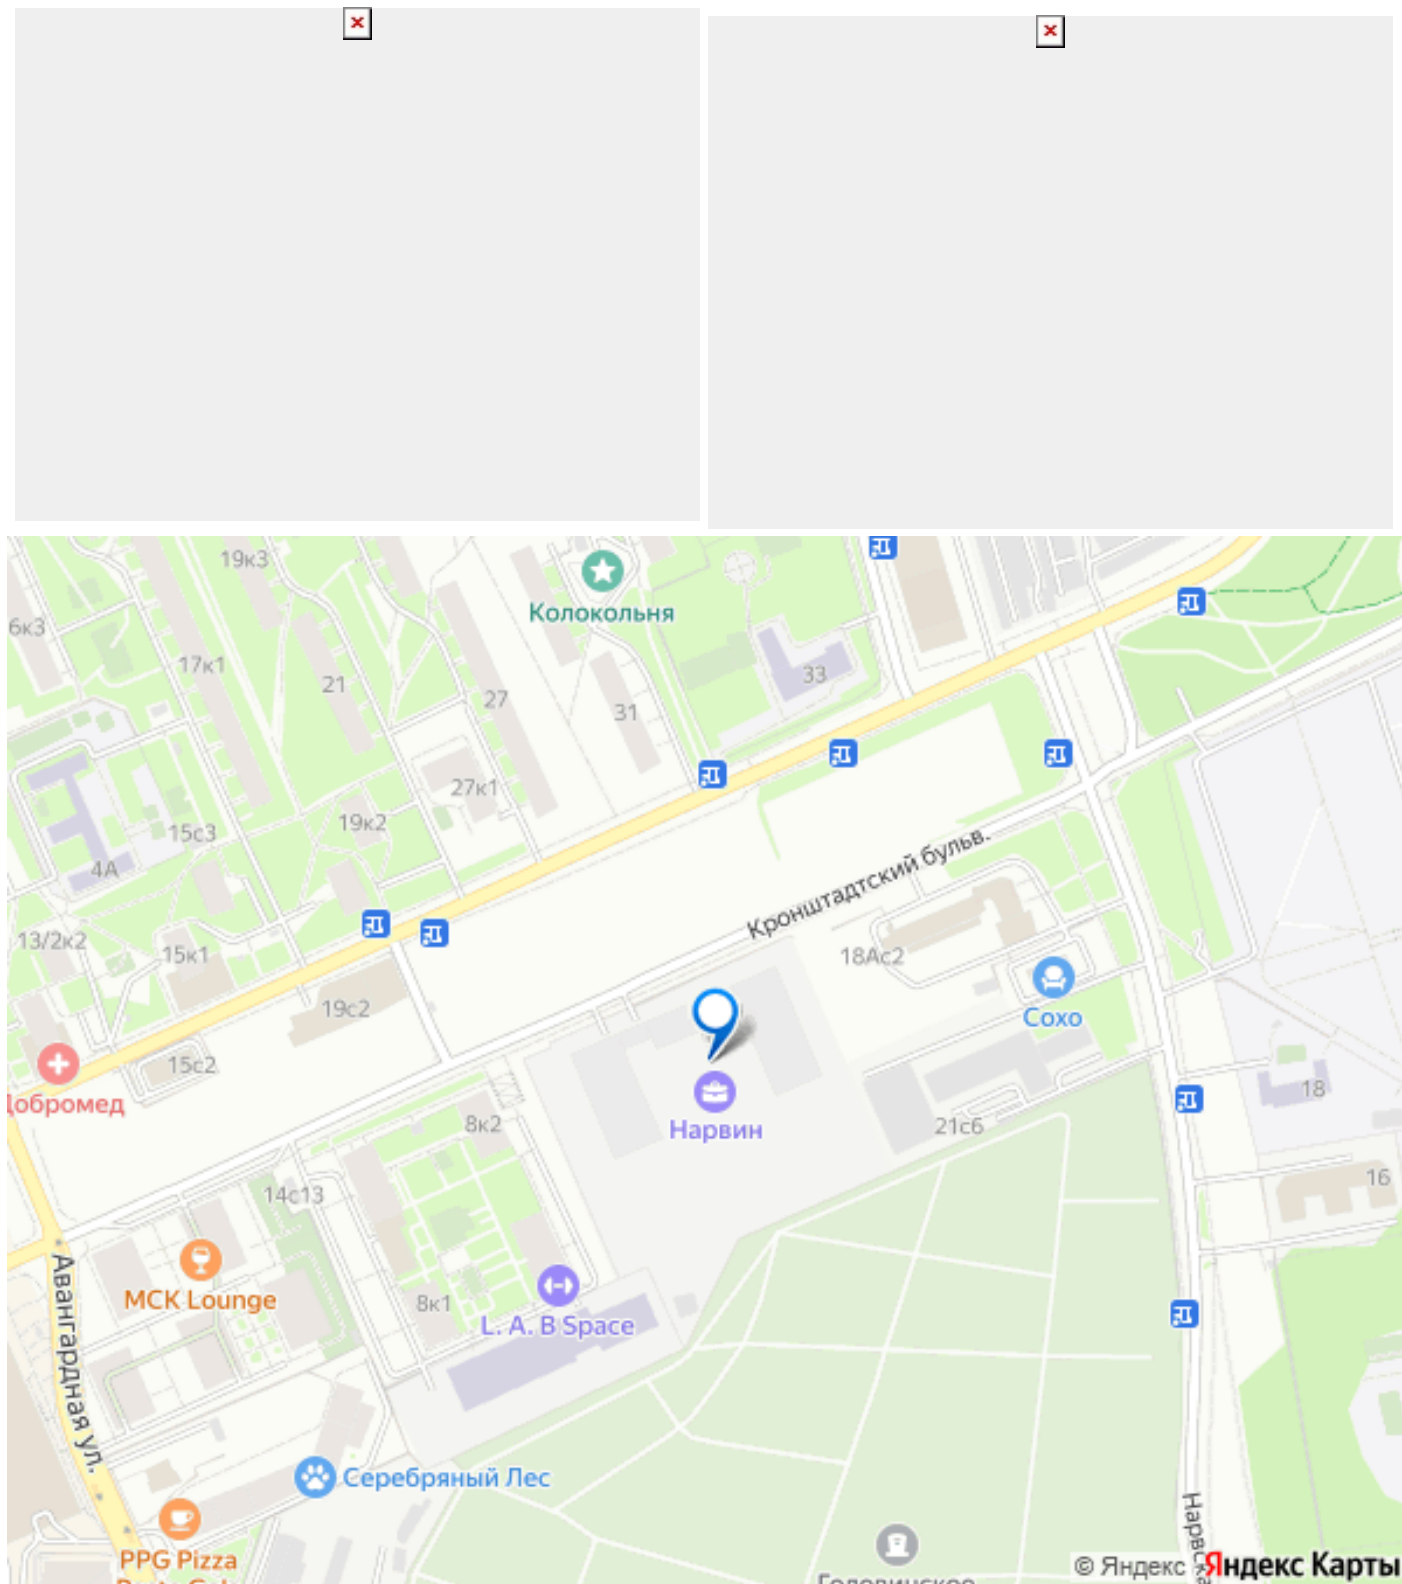 19к3
Колокольня
6к3
17к1
21
27
31
33
27к1
19к2
15с3
4А
Кронштадтский бульв.
13/2к2
15к1
18Ас2
19с2
Сохо
15с2
Добромед
18
8к2
Нарвин
21с6
14с13
16
MCK Lounge
8к1
L. A. B Space
Авангардная ул.
Серебряный Лес
PPG Pizza
© Яндекс
Яндекс Карты